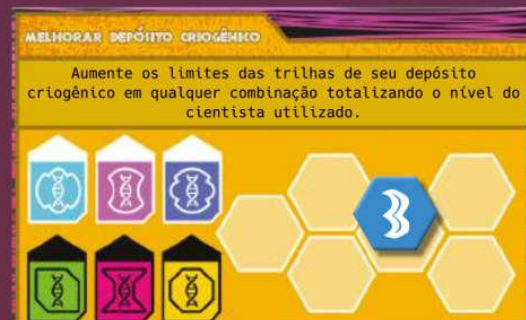 MELHORAR DEPÓSITO CRIOGÊNICO
Aumente os limites das trilhas de seu depósito
criogênico em qualquer combinação totalizando o nível do
cientista utilizado.
3